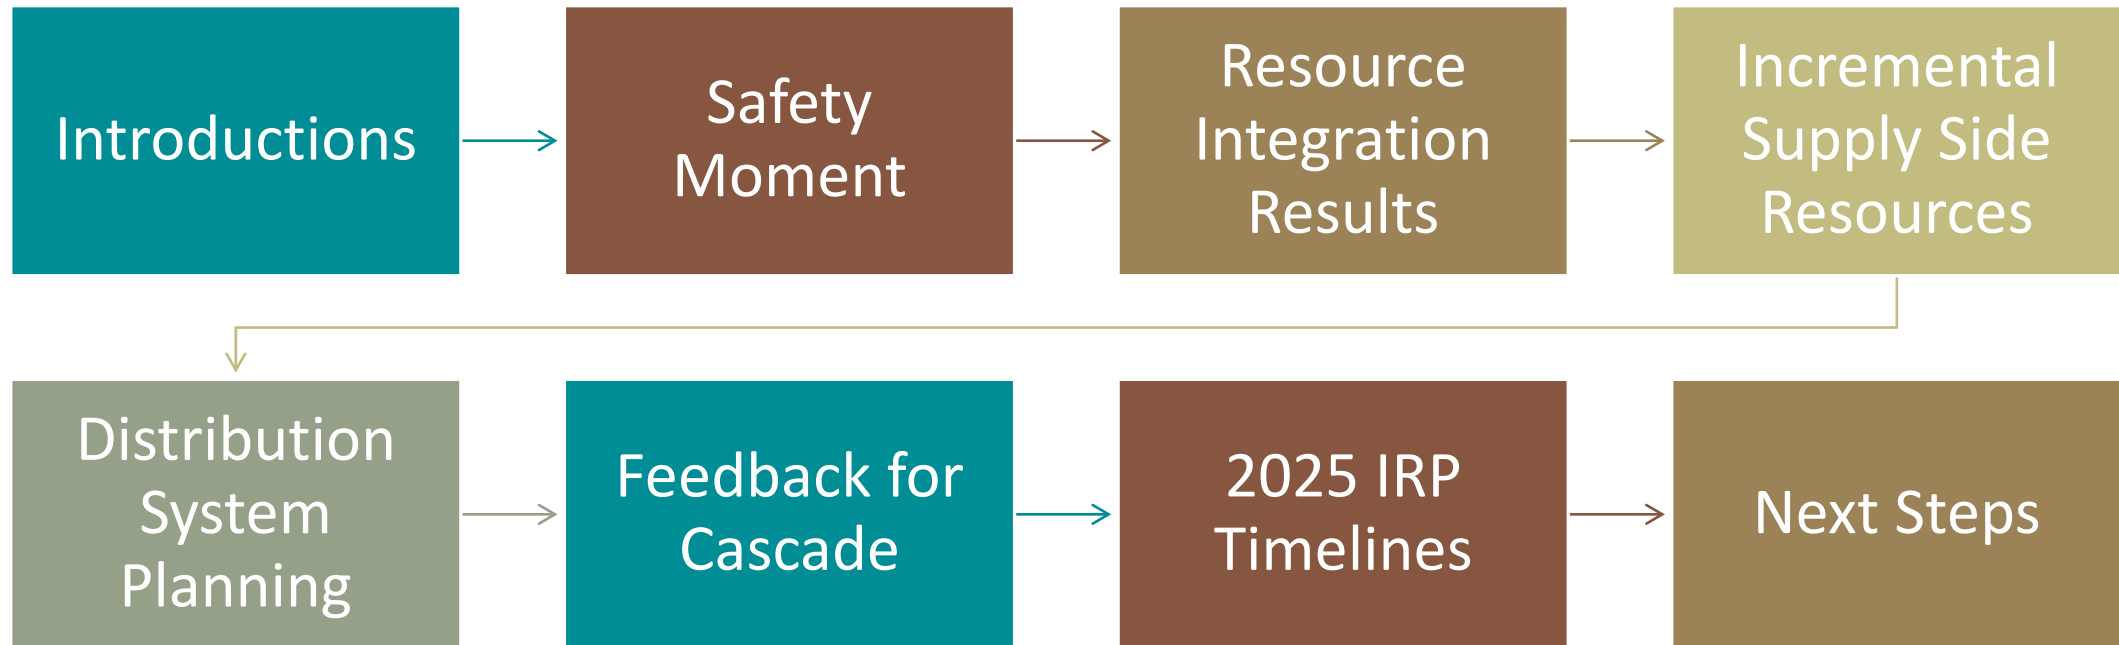 Introductions
Safety
Moment
Resource
Integration
Results
Incremental
Supply Side
Resources
Distribution
System
Planning
Feedback for
Cascade
2025 IRP
Timelines
Next Steps